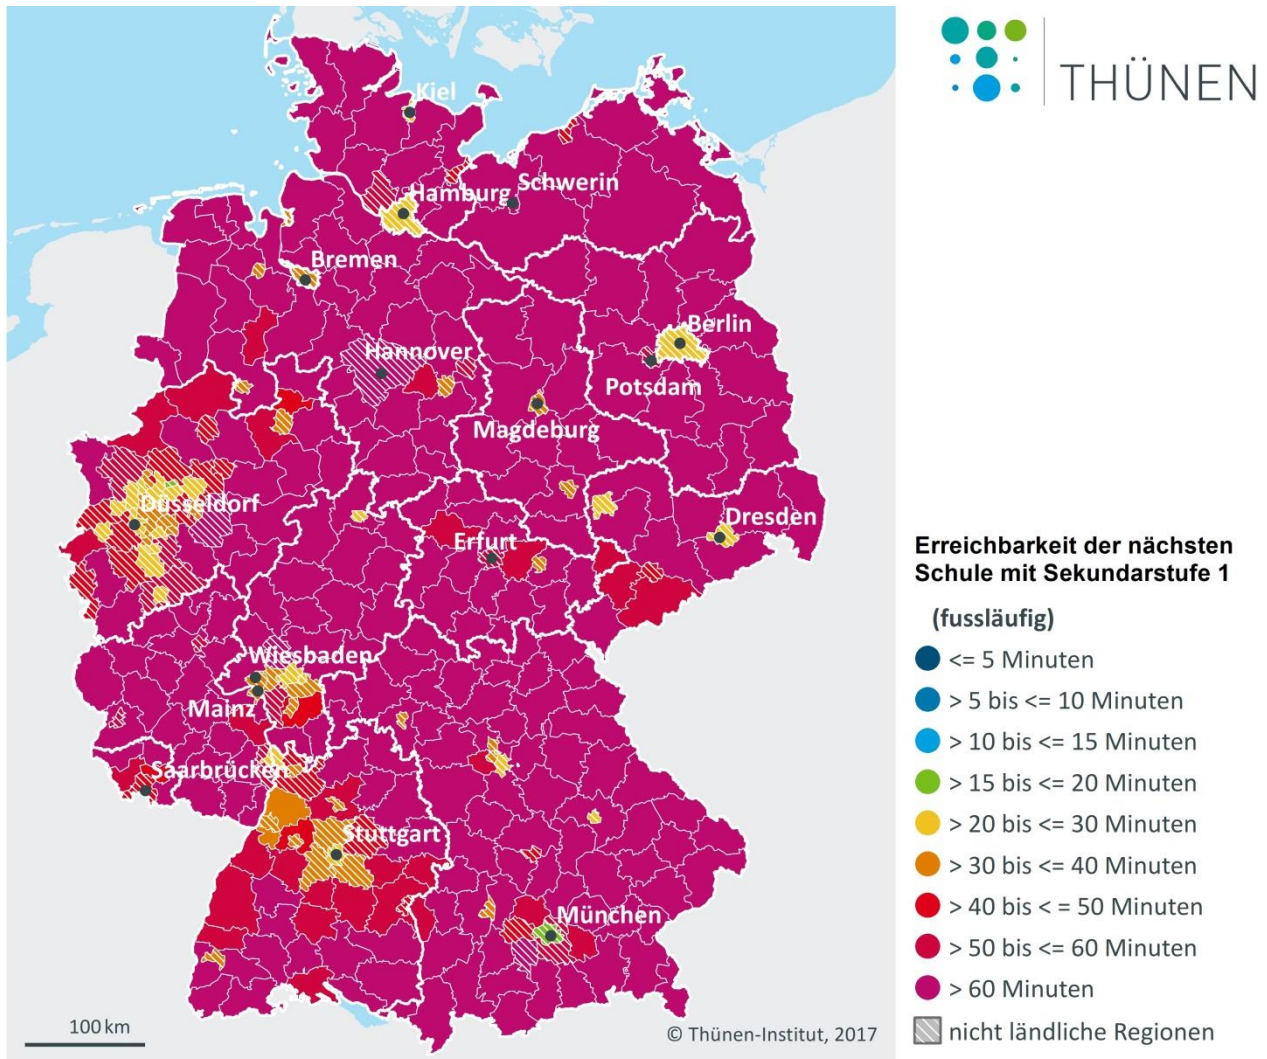 THÜNEN
Kiel
Schwerin
Hamburg
Bremen
Berlin
Hannover
Potsdam
Magdeburg
Düsseldorf
Dresden
Erfurt
Wiesbaden
Mainz
Saarbrücken
Stuttgart
München
100 km
© Thünen-Institut, 2017
Erreichbarkeit der nächsten
Schule mit Sekundarstufe 1
(fussläufig)
<= 5 Minuten
> 5 bis <= 10 Minuten
> 10 bis <= 15 Minuten
> 15 bis <= 20 Minuten
> 20 bis <= 30 Minuten
> 30 bis <= 40 Minuten
> 40 bis < = 50 Minuten
> 50 bis <= 60 Minuten
> 60 Minuten
nicht ländliche Regionen